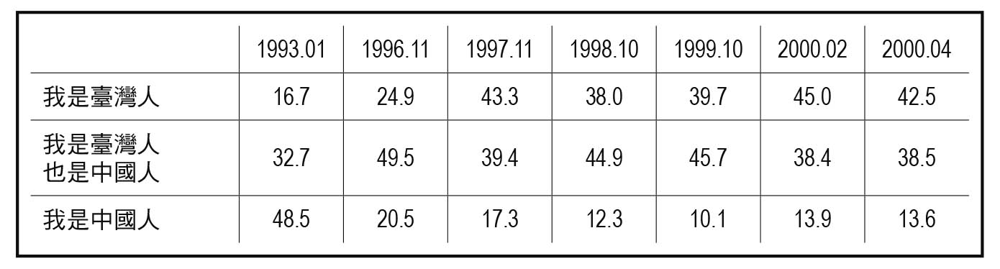 1993.01 1996.11 1997.11 1998.10 1999.10 2000.02 2000.04
我是臺灣人 16.7 24.9 43.3 38.0 39.7 45.0 42.5
我是臺灣人
也是中國人 32.7 49.5 39.4 44.9 45.7 38.4 38.5
我是中國人 48.5 20.5 17.3 12.3 10.1 13.9 13.6